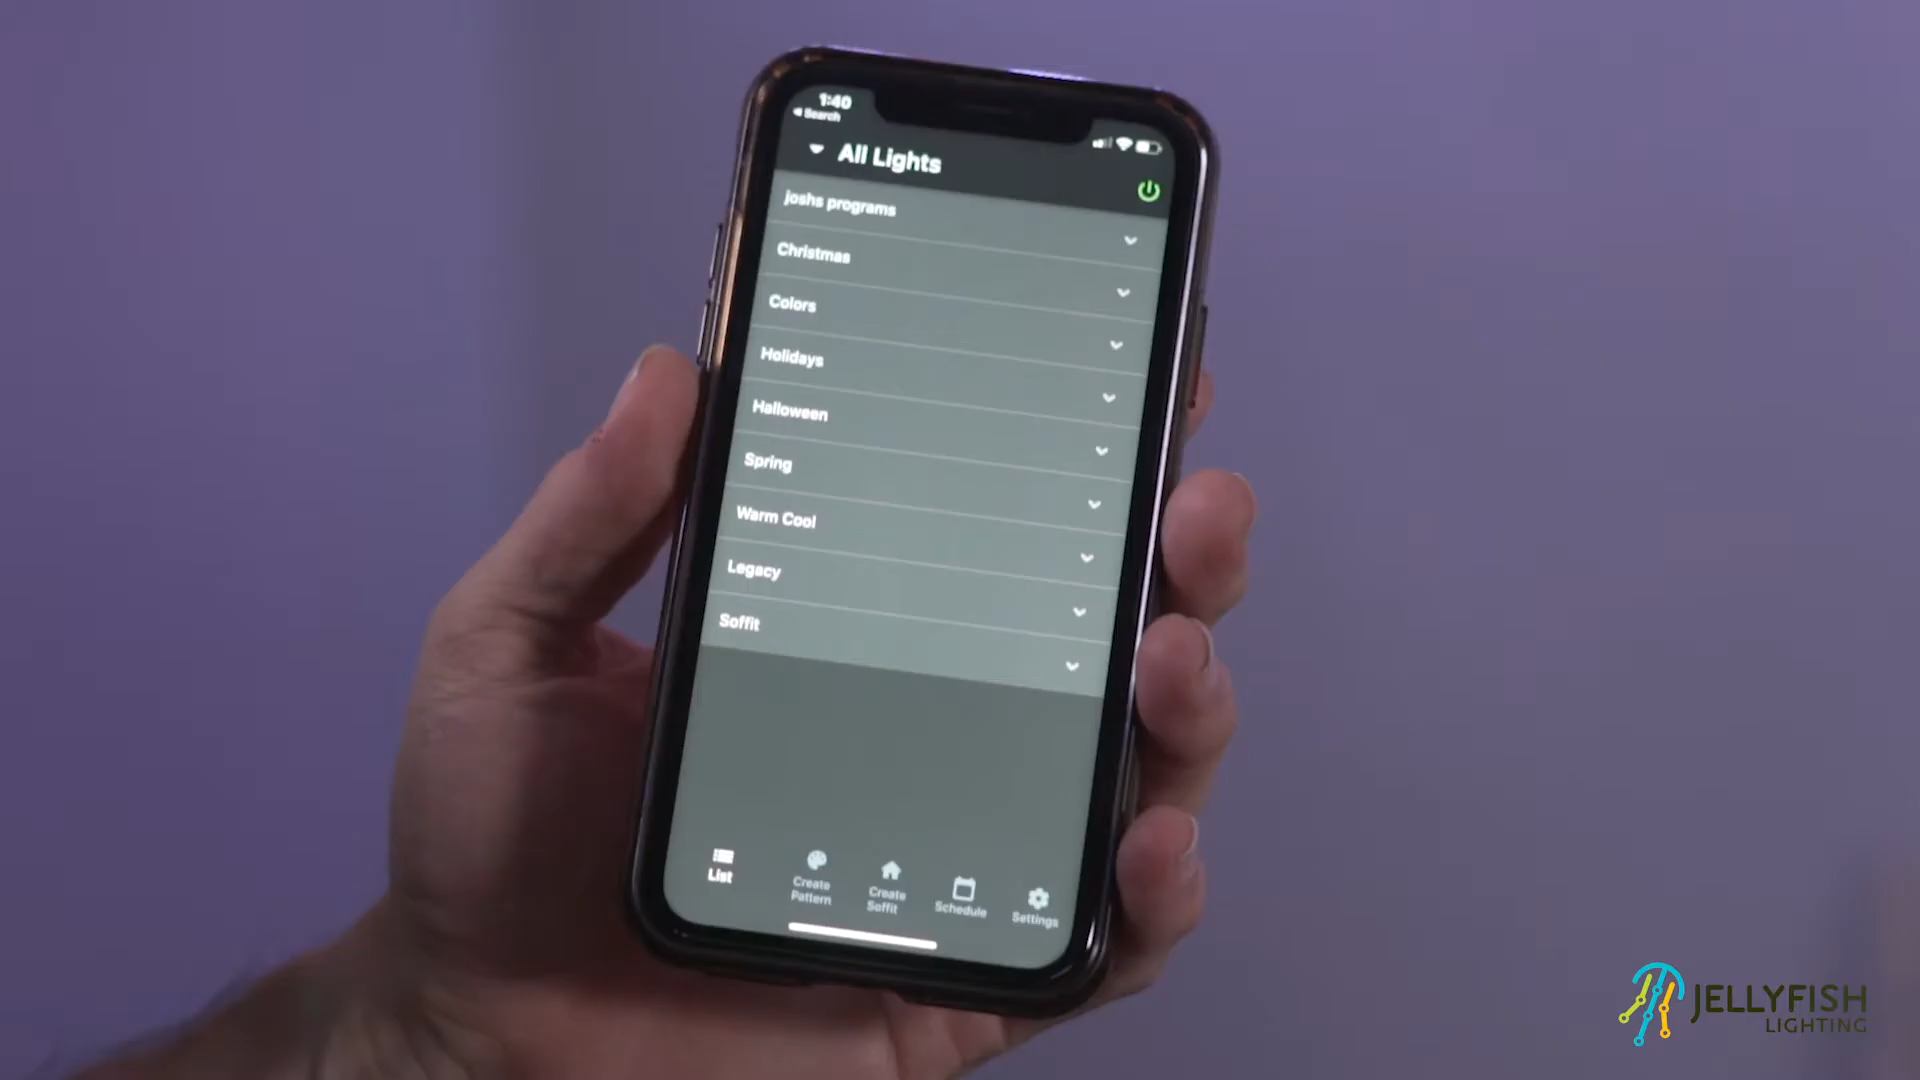 1:40
Search
All Lights
joshs programs
Christmas
Colors
Holidays
Halloween
Spring
Warm Cool
Legacy
Soffit
List
Create
Pattern
Create
Soffit
Schedule
Settings
JELLYFISH
LIGHTING